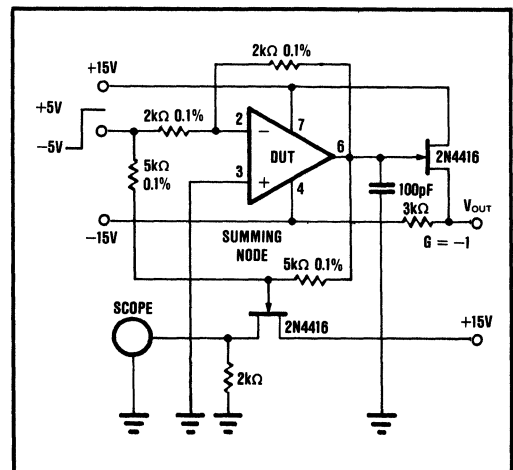 +15V
2kΩ 0.1%
+5V
−5V
2kΩ 0.1%
2
7
−
DUT
6
2N4416
5kΩ
0.1%
3
+
4
100pF
3kΩ
VOUT
−15V
SUMMING
NODE
G = −1
5kΩ 0.1%
SCOPE
2N4416
+15V
2kΩ